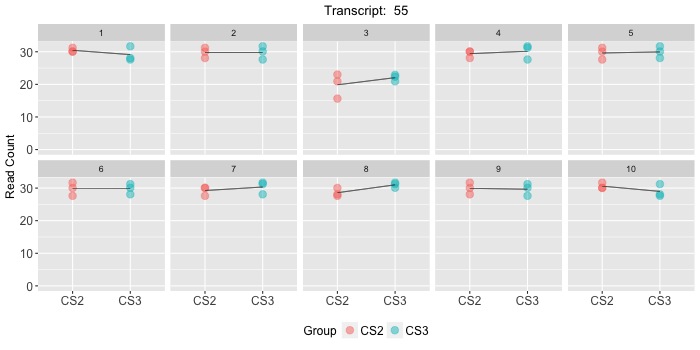 Transcript: 55
1 2 3 4 5
30
20
10
0
Read Count
6 7 8 9 10
30
20
10
0
CS2 CS3 CS2 CS3 CS2 CS3 CS2 CS3 CS2 CS3
Group CS2 CS3